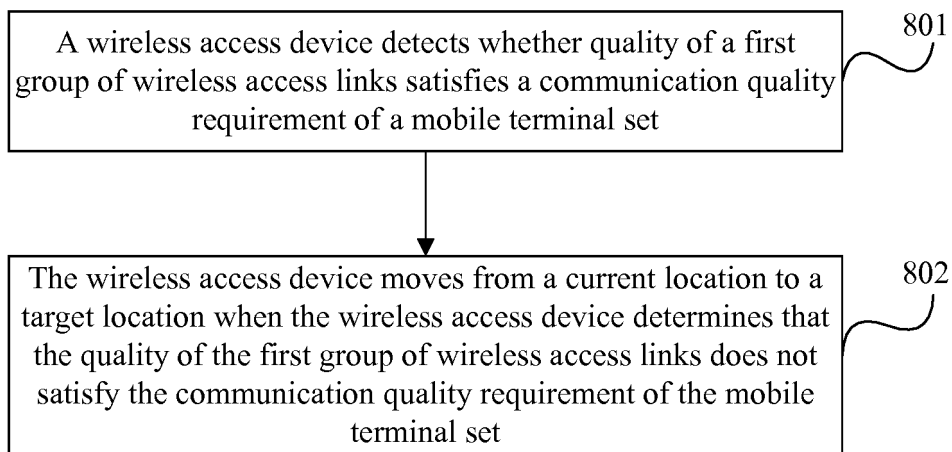 A wireless access device detects whether quality of a first
group of wireless access links satisfies a communication quality
requirement of a mobile terminal set
801
The wireless access device moves from a current location to a
target location when the wireless access device determines that
the quality of the first group of wireless access links does not
satisfy the communication quality requirement of the mobile
terminal set
802